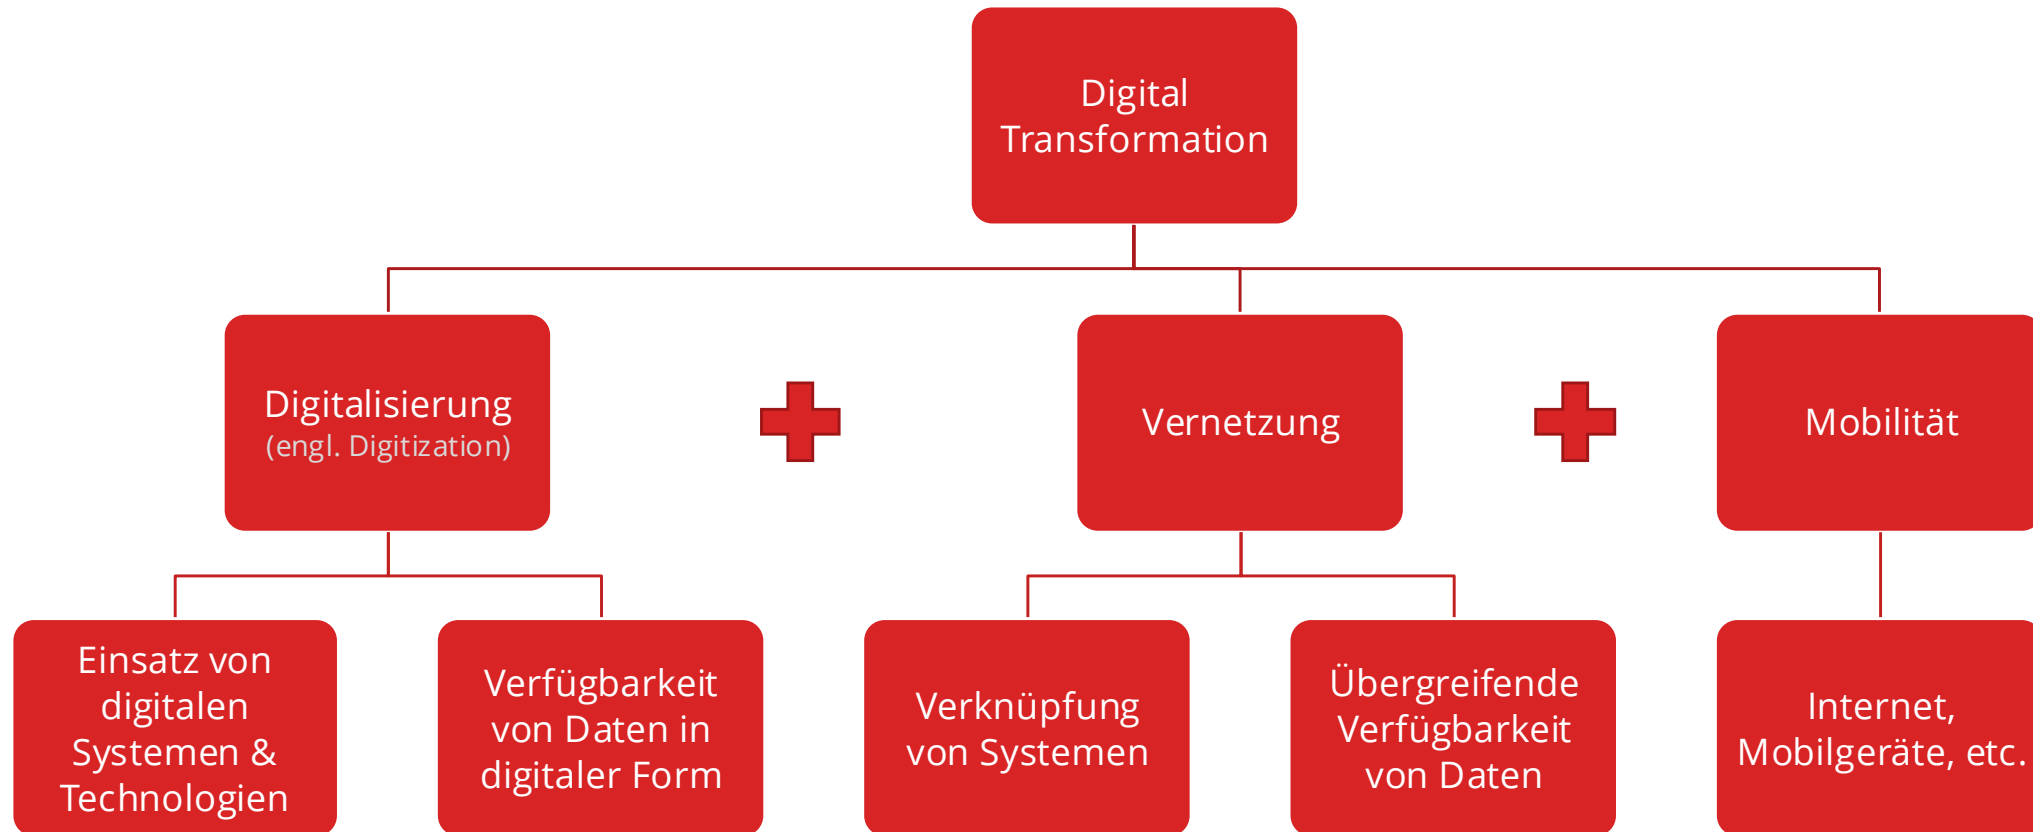 Digital
Transformation
Digitalisierung
(engl. Digitization)
Vernetzung
Mobilität
Einsatz von
digitalen
Systemen &
Technologien
Verfügbarkeit
von Daten in
digitaler Form
Verknüpfung
von Systemen
Übergreifende
Verfügbarkeit
von Daten
Internet,
Mobilgeräte, etc.